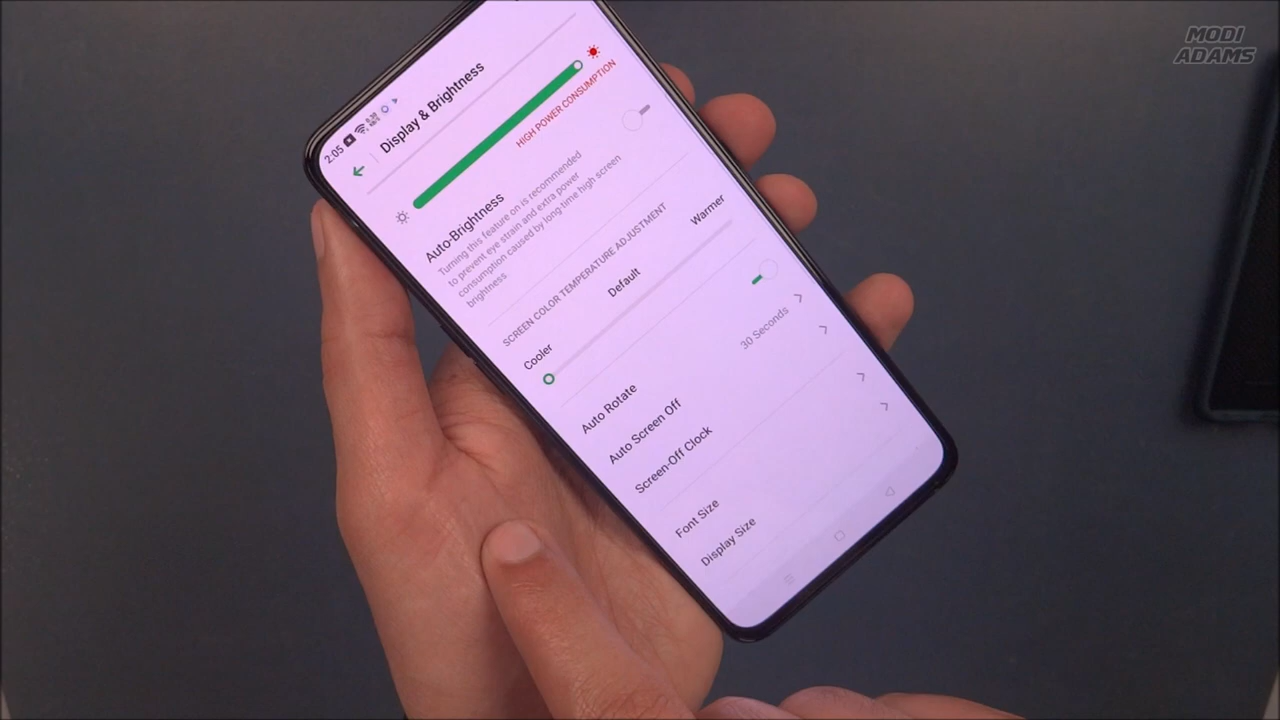 MODI
ADAMS
2:05
Display & Brightness
HIGH POWER CONSUMPTION
Auto-Brightness
Turning this feature on is recommended
to prevent eye strain and extra power
consumption caused by long-time high screen
brightness
SCREEN COLOR TEMPERATURE ADJUSTMENT
Cooler
Default
Warmer
Auto Rotate
Auto Screen Off
30 Seconds
Screen-Off Clock
Font Size
Display Size